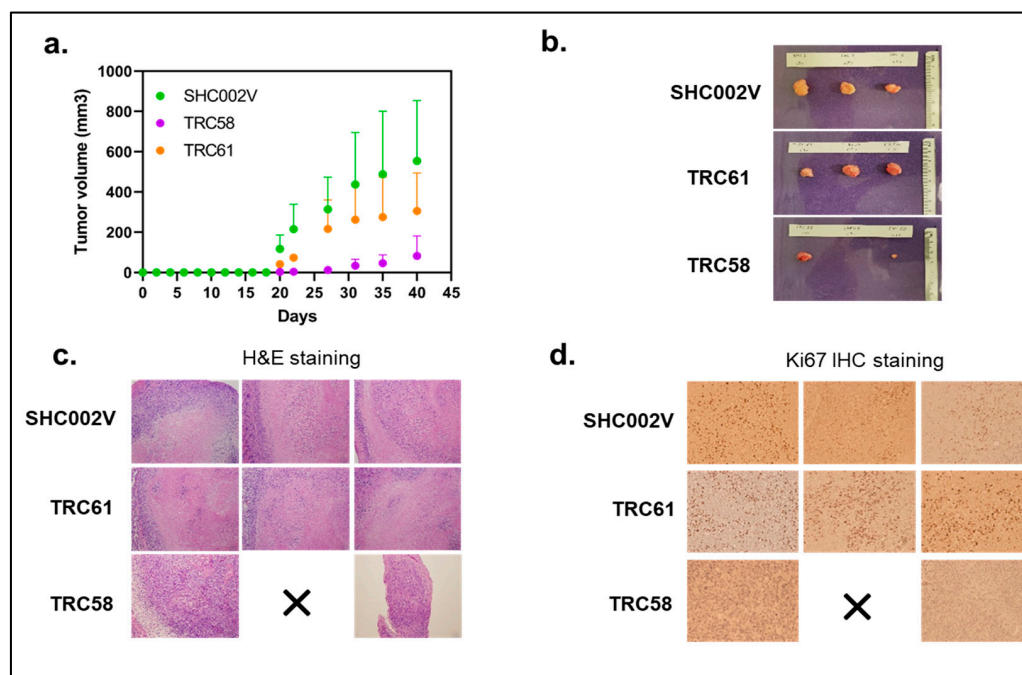 a.
Tumor volume (mm3)
1000
800
600
400
200
0
SHC002V
TRC58
TRC61
0 5 10 15 20 25 30 35 40 45
Days
b.
SHC002V
TRC61
TRC58
c.
H&E staining
SHC002V
TRC61
TRC58
d.
Ki67 IHC staining
SHC002V
TRC61
TRC58